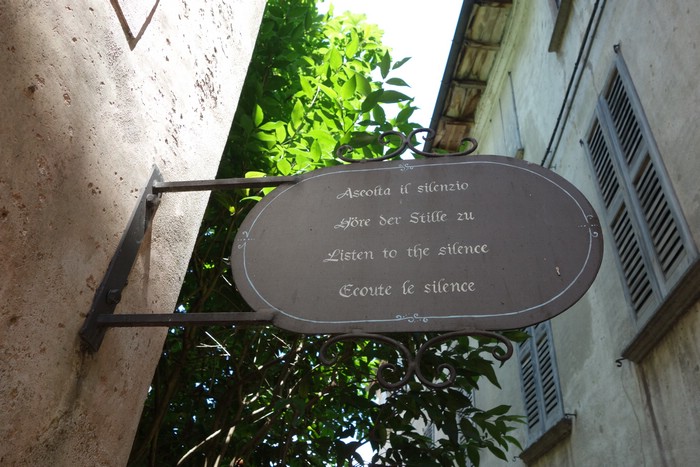 Ascolta il silenzio
Höre der Stille zu
Listen to the silence
Ecoute le silence